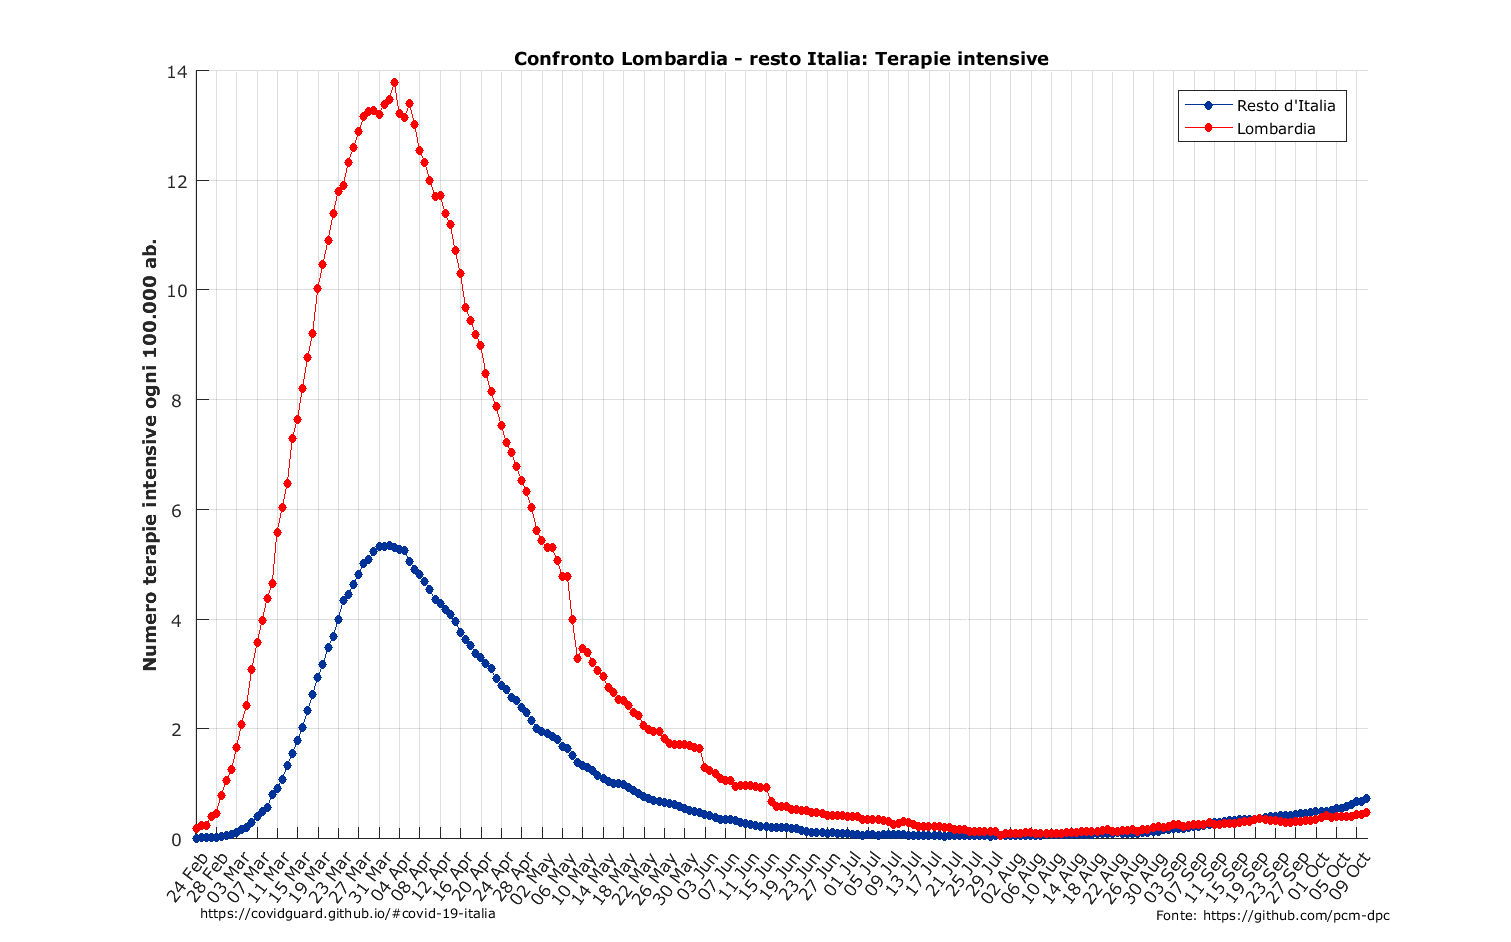 Confronto Lombardia - resto Italia: Terapie intensive
Resto d'Italia
Lombardia
Numero terapie intensive ogni 100.000 ab.
14
12
10
8
6
4
2
0
24 Feb
28 Feb
03 Mar
07 Mar
11 Mar
15 Mar
19 Mar
23 Mar
27 Mar
31 Mar
04 Apr
08 Apr
12 Apr
16 Apr
20 Apr
24 Apr
28 Apr
02 May
06 May
10 May
14 May
18 May
22 May
26 May
30 May
03 Jun
07 Jun
11 Jun
15 Jun
19 Jun
23 Jun
27 Jun
01 Jul
05 Jul
09 Jul
13 Jul
17 Jul
21 Jul
25 Jul
29 Jul
02 Aug
06 Aug
10 Aug
14 Aug
18 Aug
22 Aug
26 Aug
30 Aug
03 Sep
07 Sep
11 Sep
15 Sep
19 Sep
23 Sep
27 Sep
01 Oct
05 Oct
09 Oct
https://covidguard.github.io/#covid-19-italia
Fonte: https://github.com/pcm-dpc